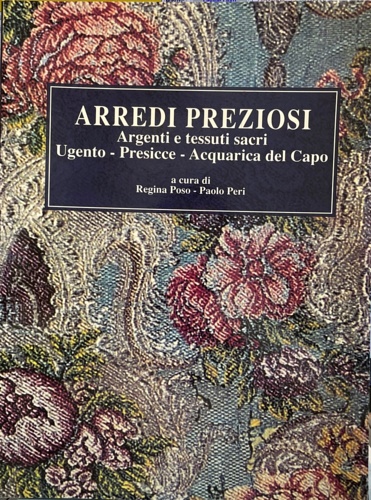 ARREDI PREZIOSI
Argenti e tessuti sacri
Ugento - Presicce - Acquarica del Capo
a cura di
Regina Poso - Paolo Peri